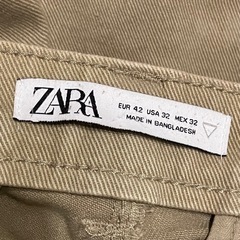 ZARA
EUR 42 USA 32 MEX 32
MADE IN BANGLADESH